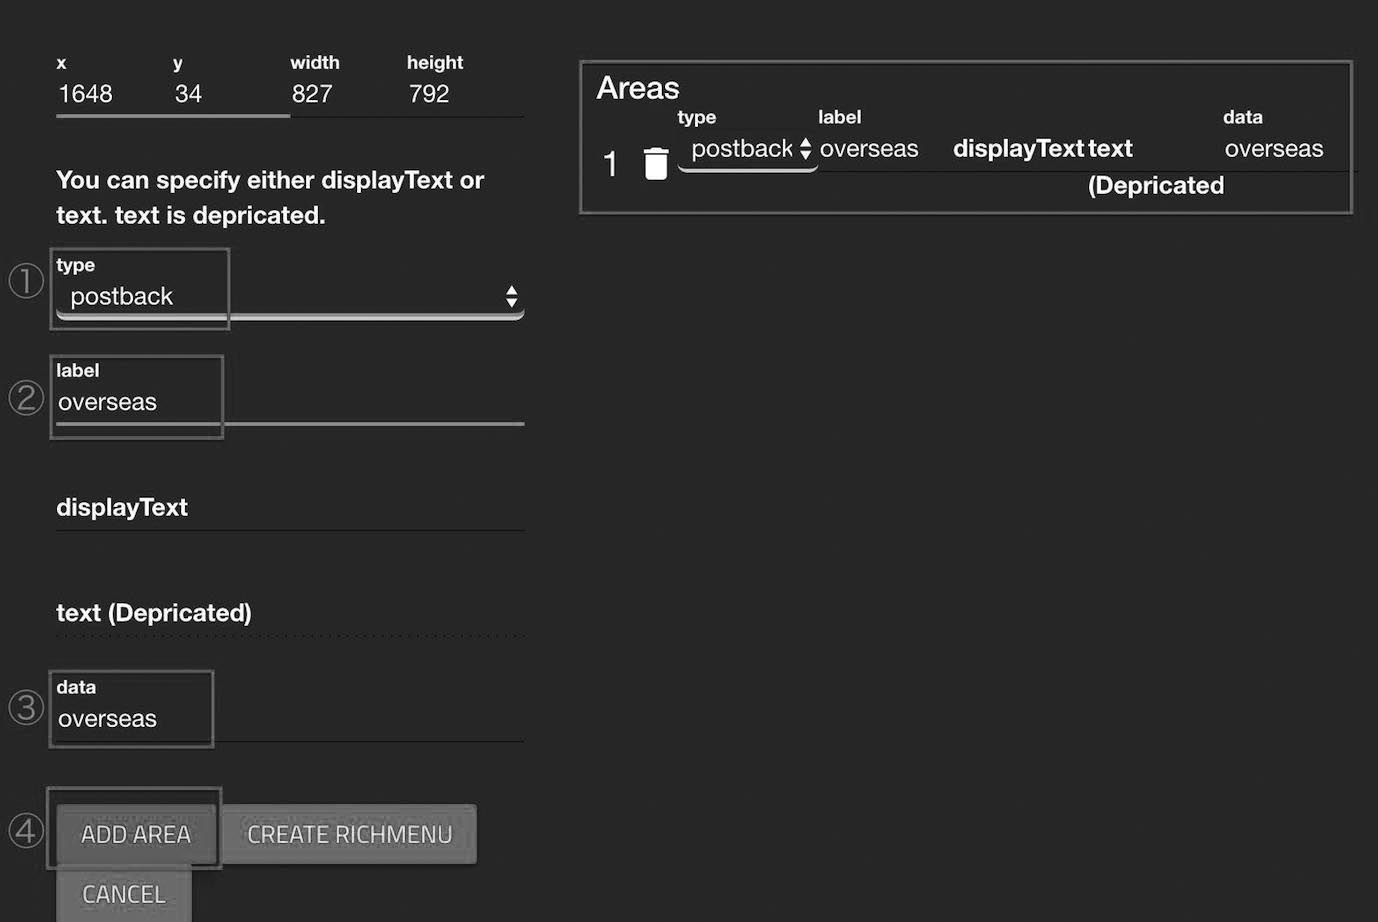 x y width height
1648 34 827 792
You can specify either displayText or
text. text is depricated.
① type
postback
② label
overseas
displayText
text (Depricated)
③ data
overseas
④ ADD AREA CREATE RICHMENU
CANCEL
Areas
type label data
1 postback overseas displayText text overseas
(Depricated